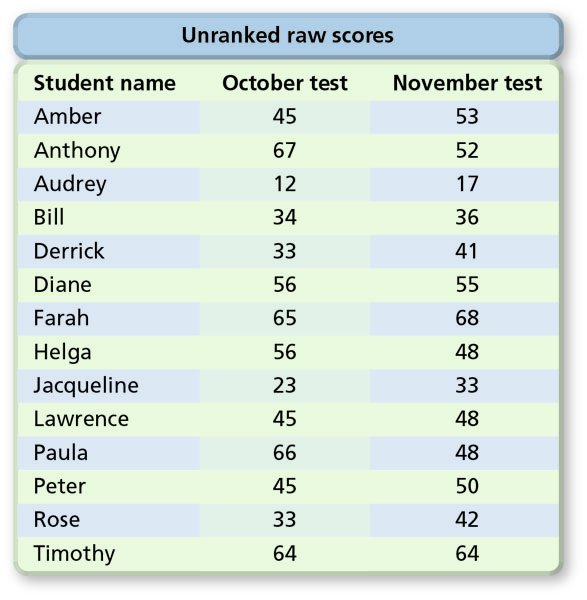 Unranked raw scores
Student name October test November test
Amber 45 53
Anthony 67 52
Audrey 12 17
Bill 34 36
Derrick 33 41
Diane 56 55
Farah 65 68
Helga 56 48
Jacqueline 23 33
Lawrence 45 48
Paula 66 48
Peter 45 50
Rose 33 42
Timothy 64 64